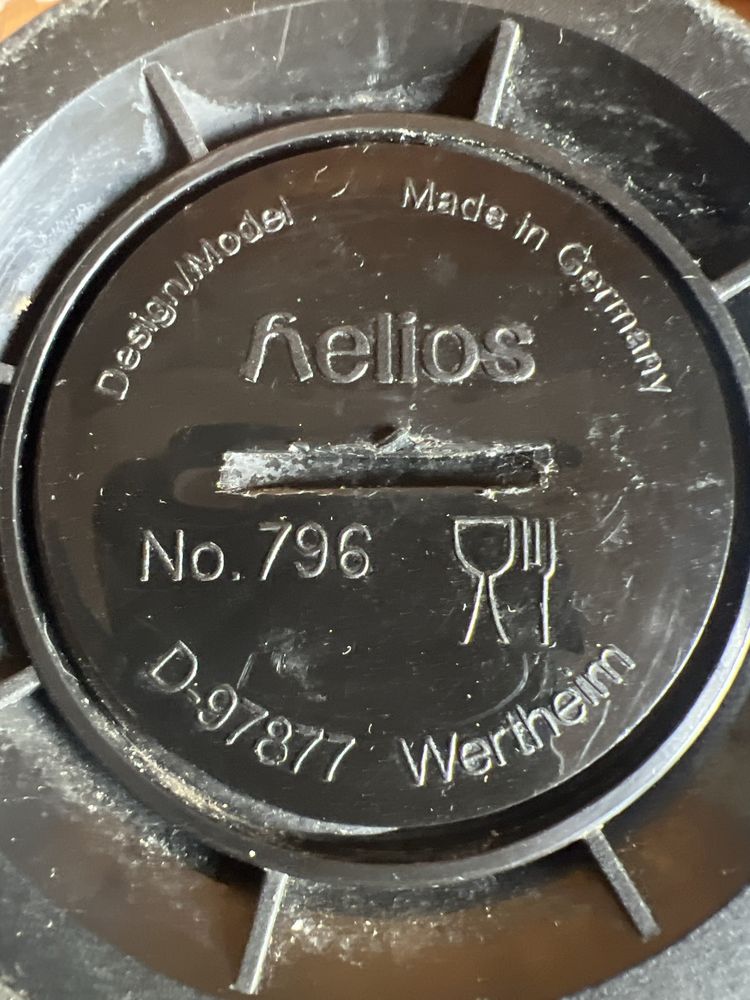 Design/Model Made in Germany
helios
No. 796
D-97877 Wertheim